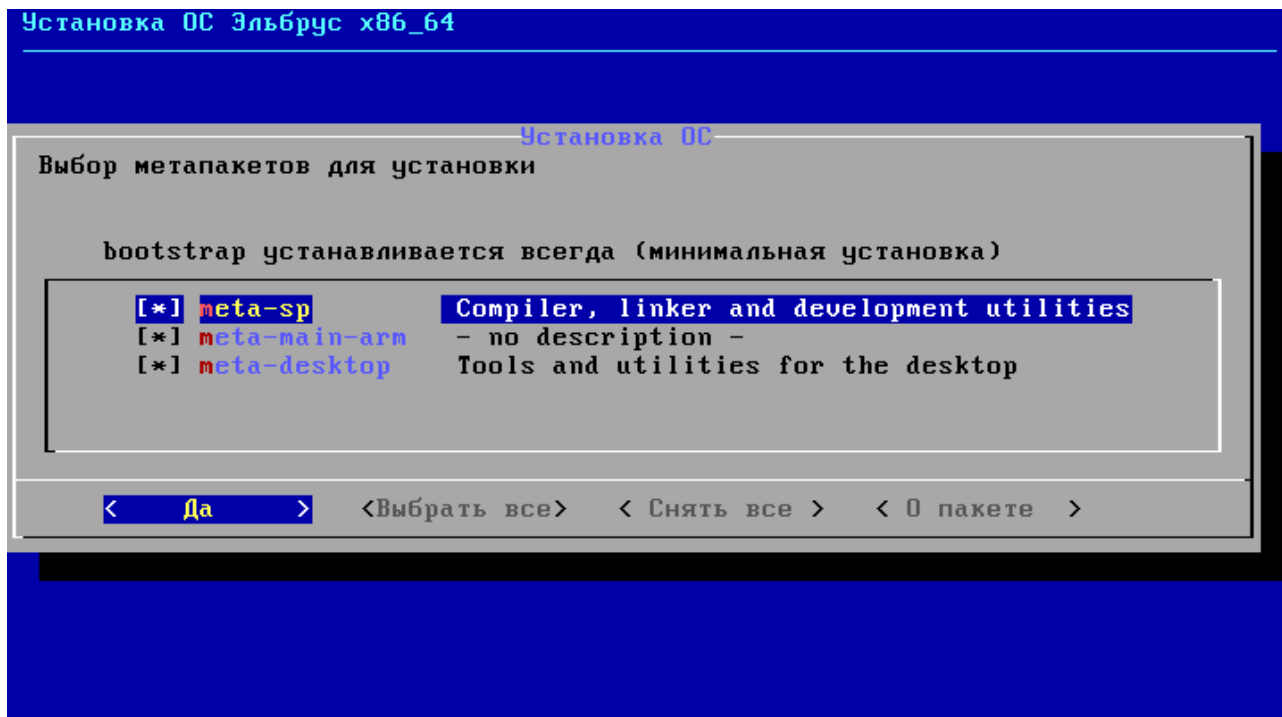 Установка ОС Эльбрус x86_64
Установка ОС
Выбор метапакетов для установки
bootstrap устанавливается всегда (минимальная установка)
[*] meta-sp Compiler, linker and development utilities
[*] meta-main-arm - no description -
[*] meta-desktop Tools and utilities for the desktop
< Да > <Выбрать все> < Снять все > < О пакете >